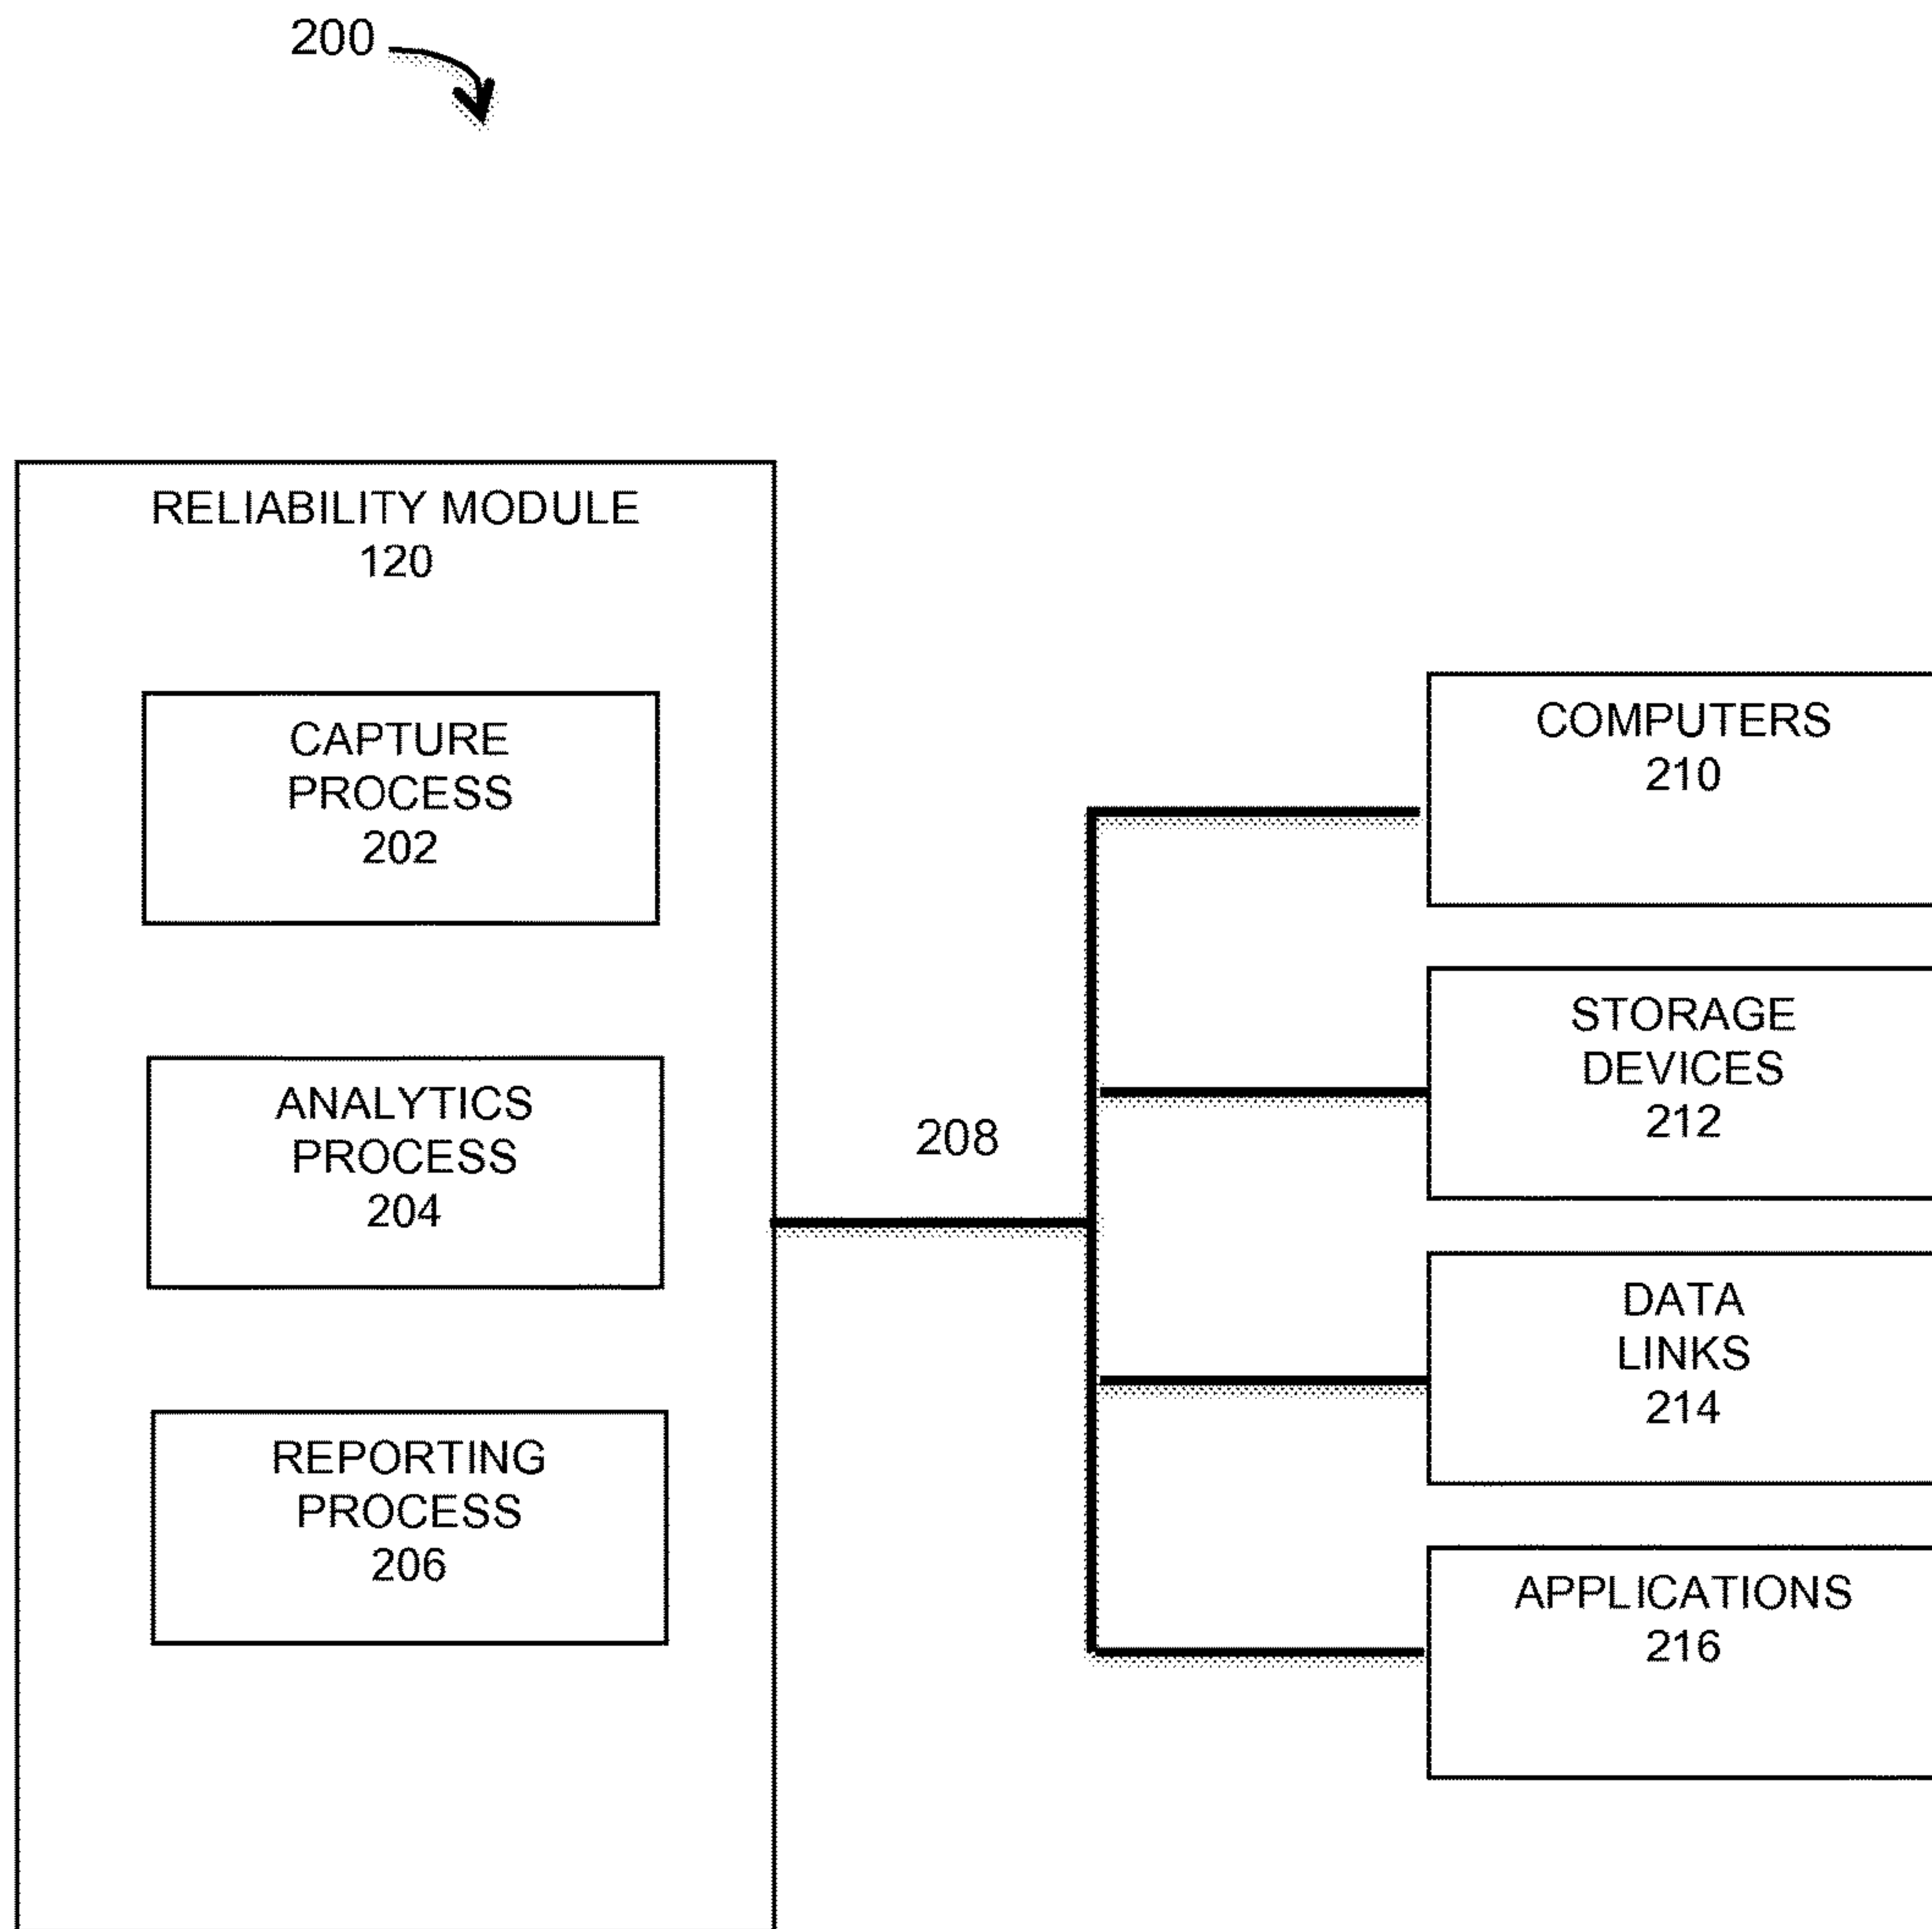 200
RELIABILITY MODULE
120
CAPTURE
PROCESS
202
ANALYTICS
PROCESS
204
REPORTING
PROCESS
206
208
COMPUTERS
210
STORAGE
DEVICES
212
DATA
LINKS
214
APPLICATIONS
216